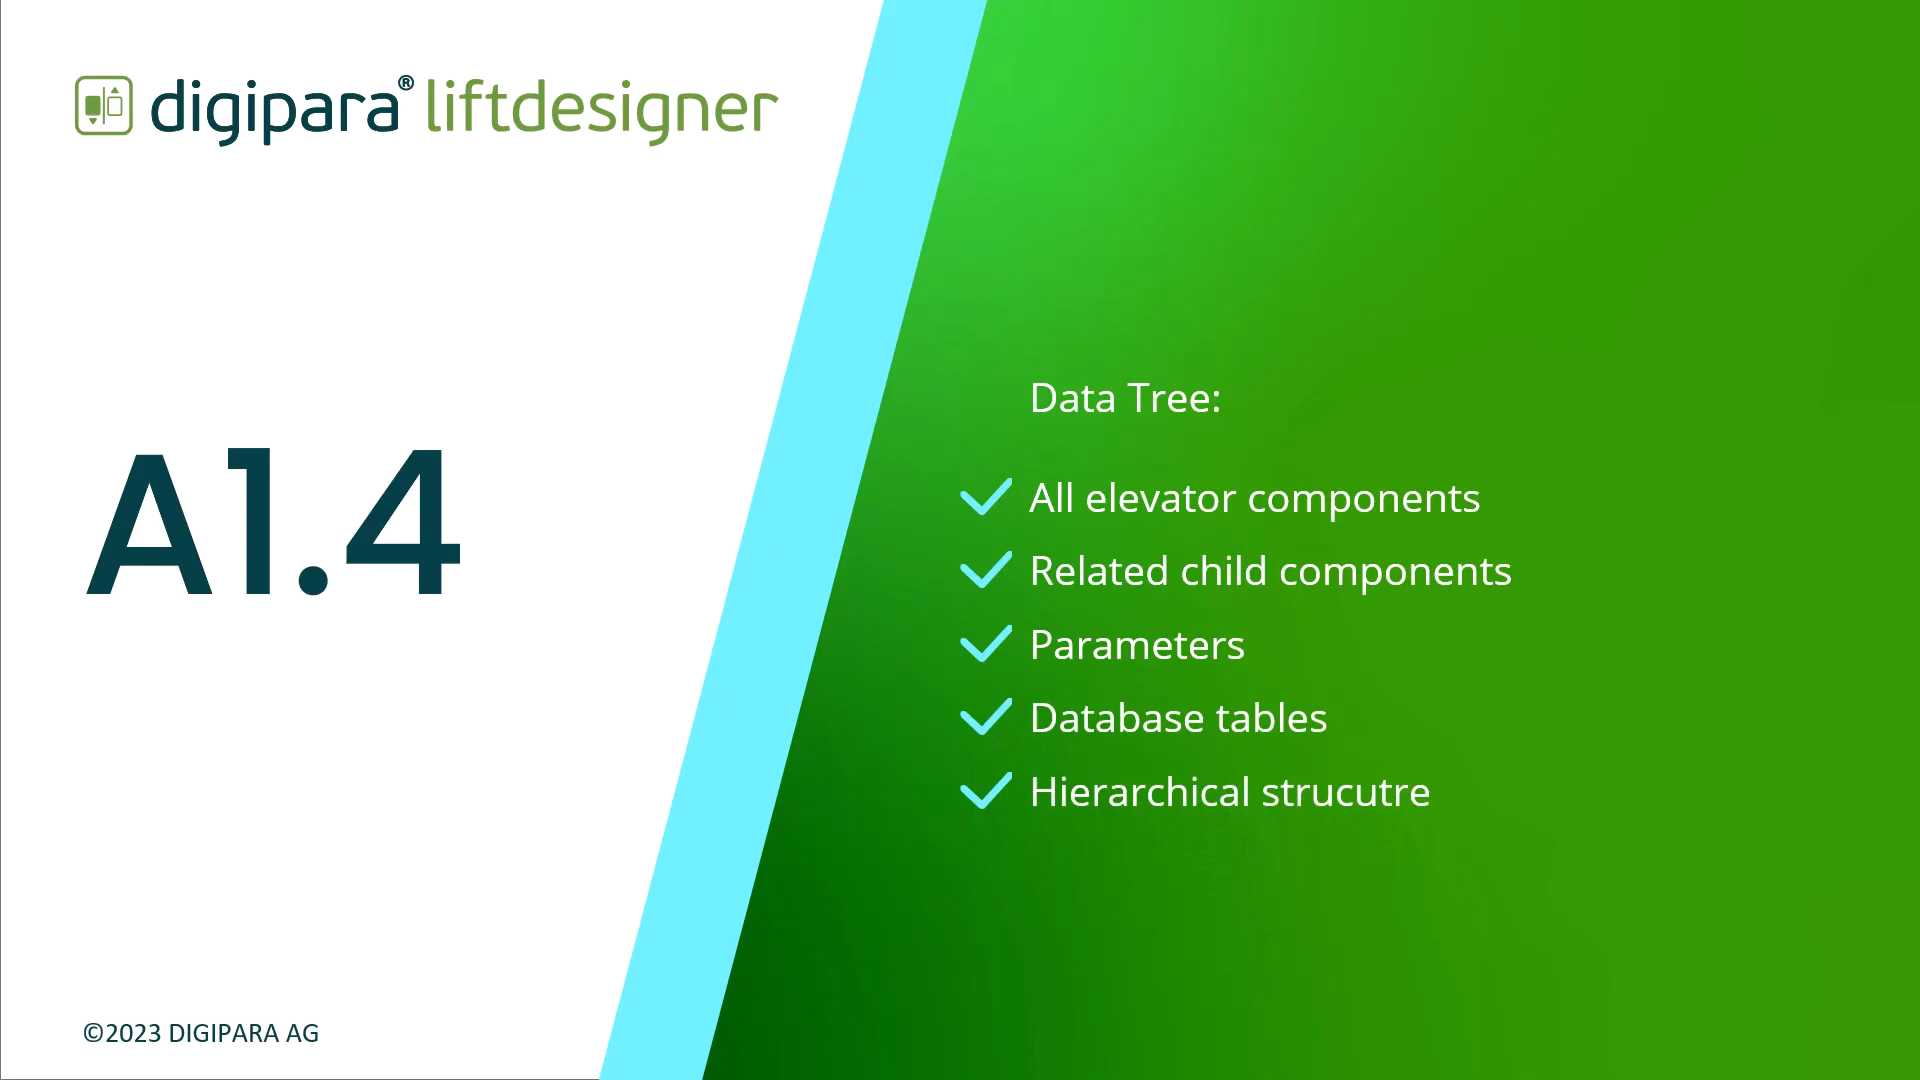 digipara® liftdesigner
A1.4
Data Tree:
All elevator components
Related child components
Parameters
Database tables
Hierarchical strucutre
©2023 DIGIPARA AG